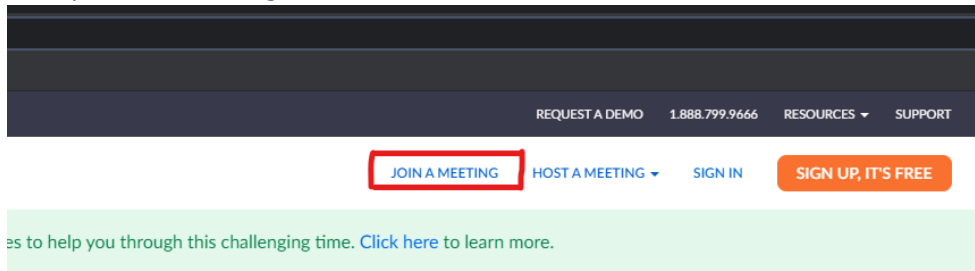 REQUEST A DEMO 1.888.799.9666 RESOURCES SUPPORT
JOIN A MEETING HOST A MEETING SIGN IN SIGN UP, IT'S FREE
to help you through this challenging time. Click here to learn more.